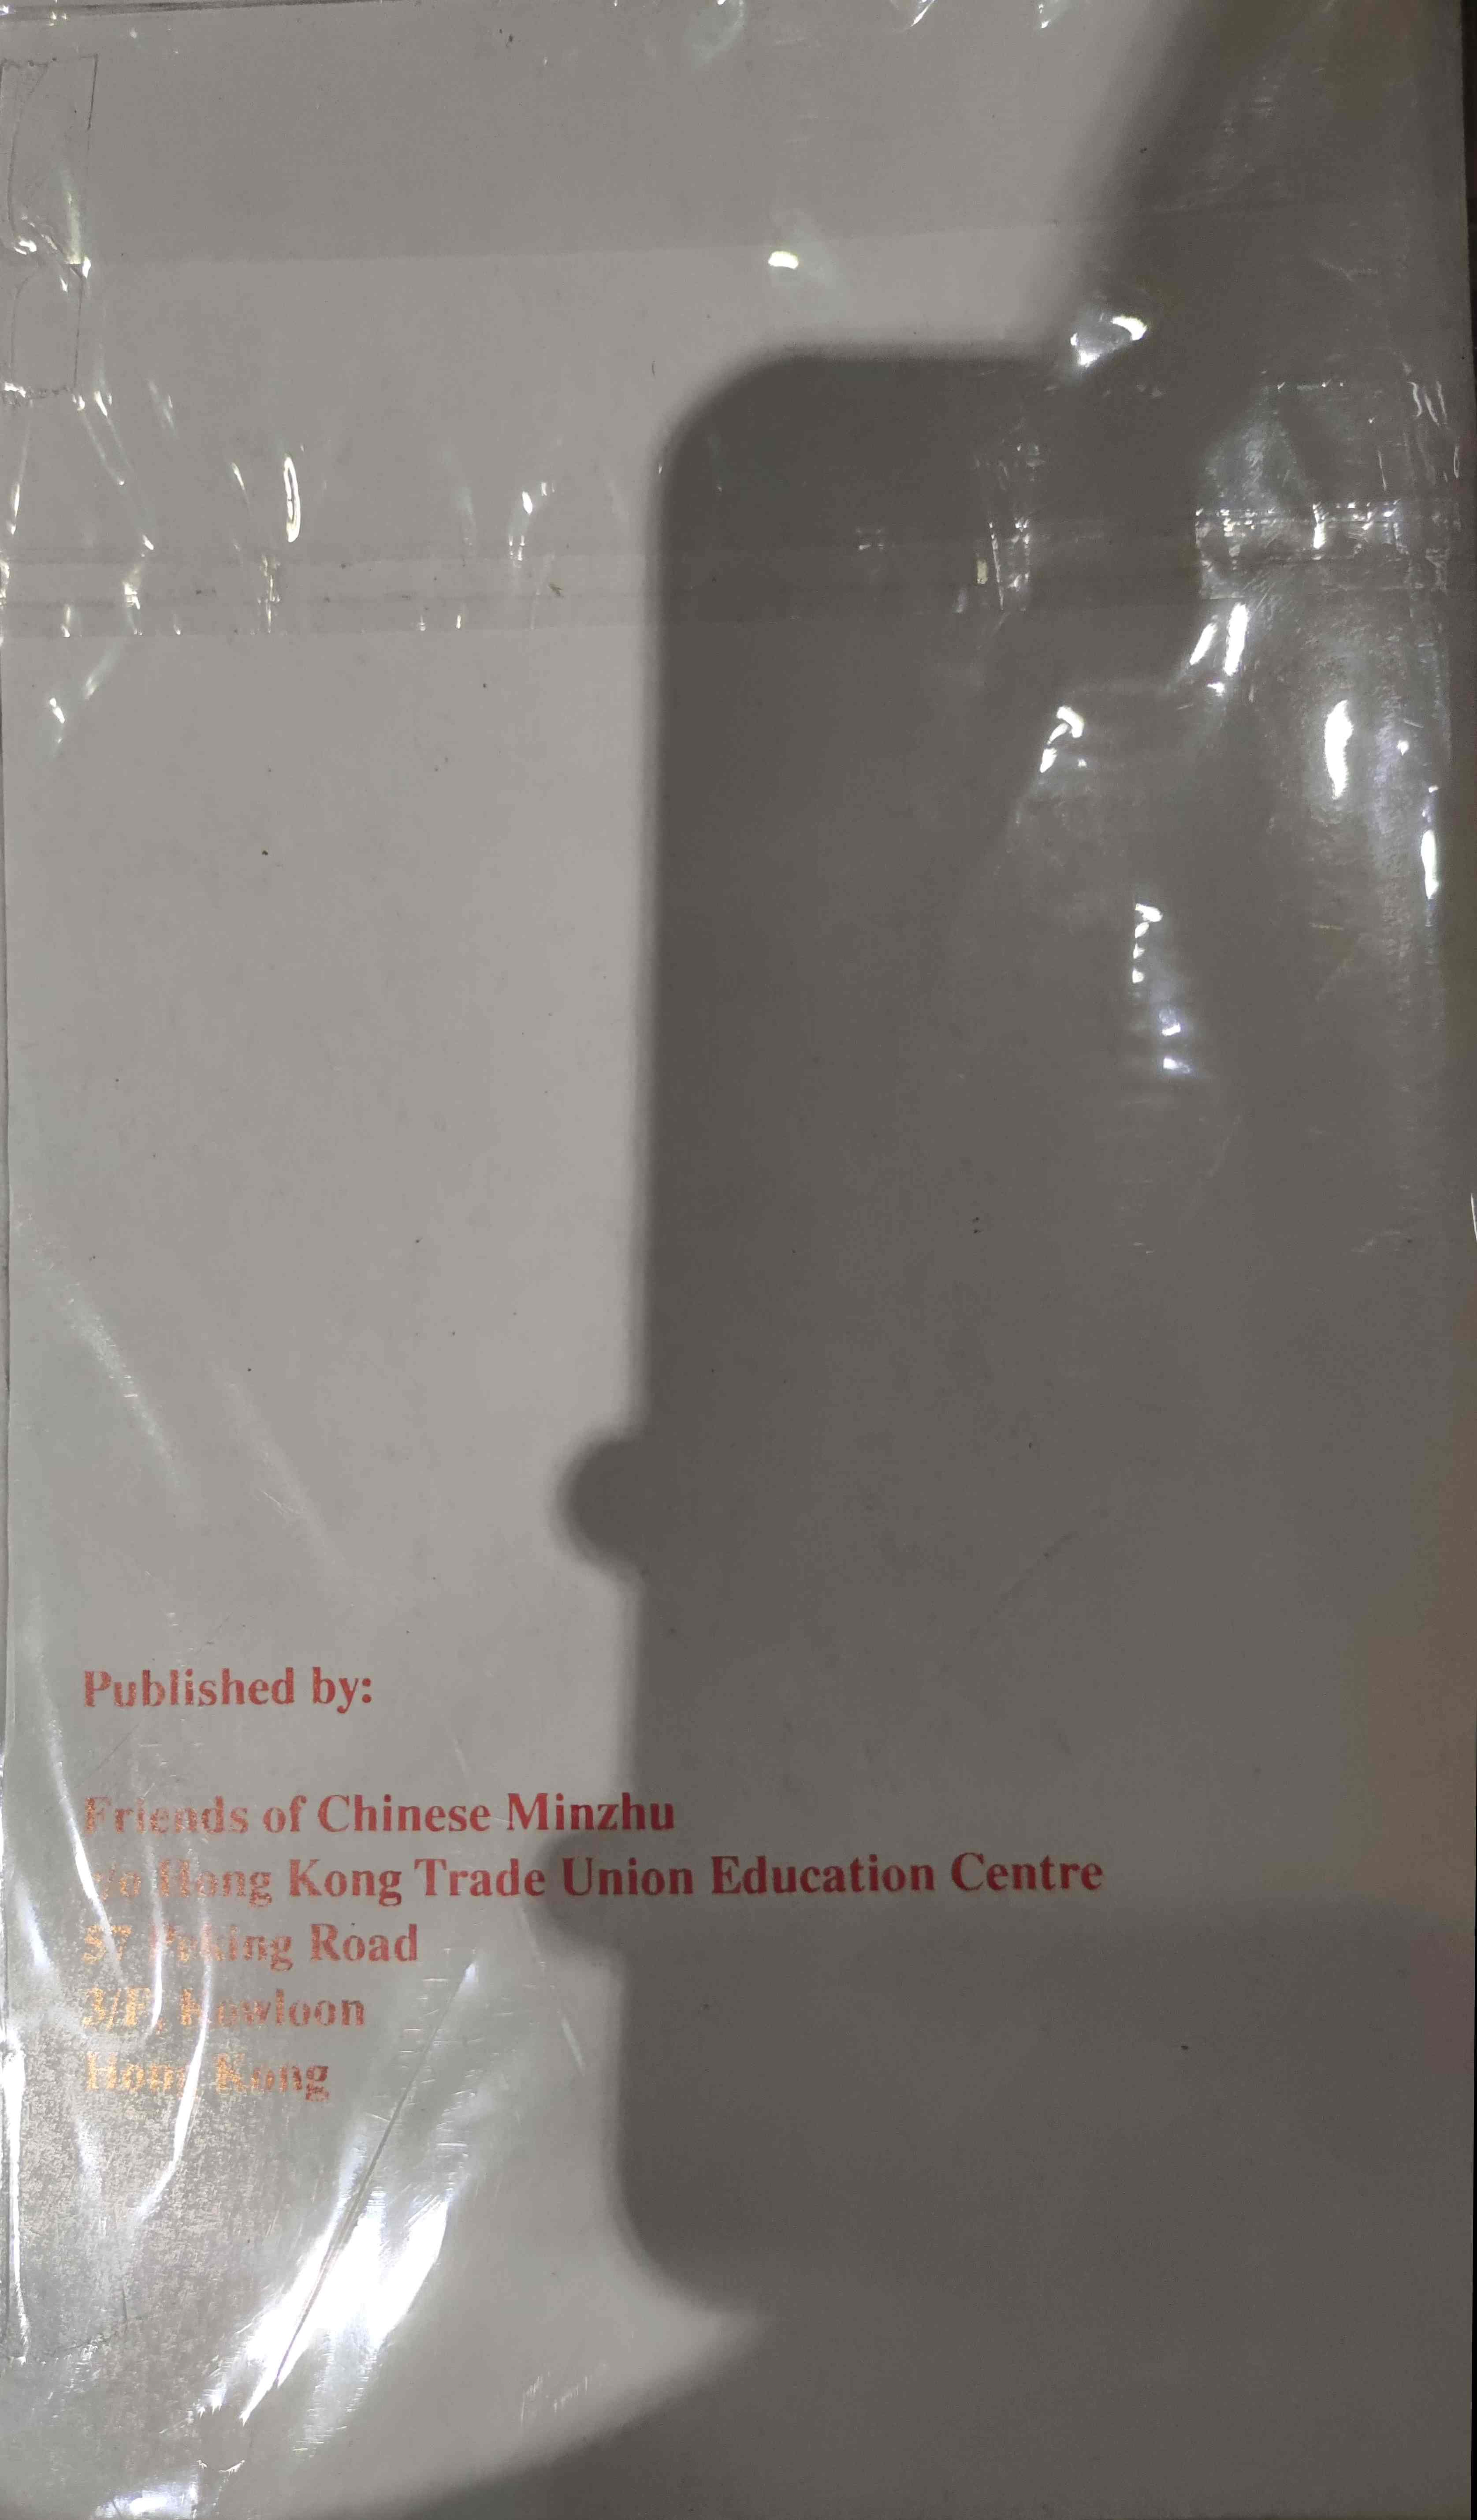 Published by:
Friends of Chinese Minzhu
c/o Hong Kong Trade Union Education Centre
57 Peking Road
3/F, Kowloon
Hong Kong